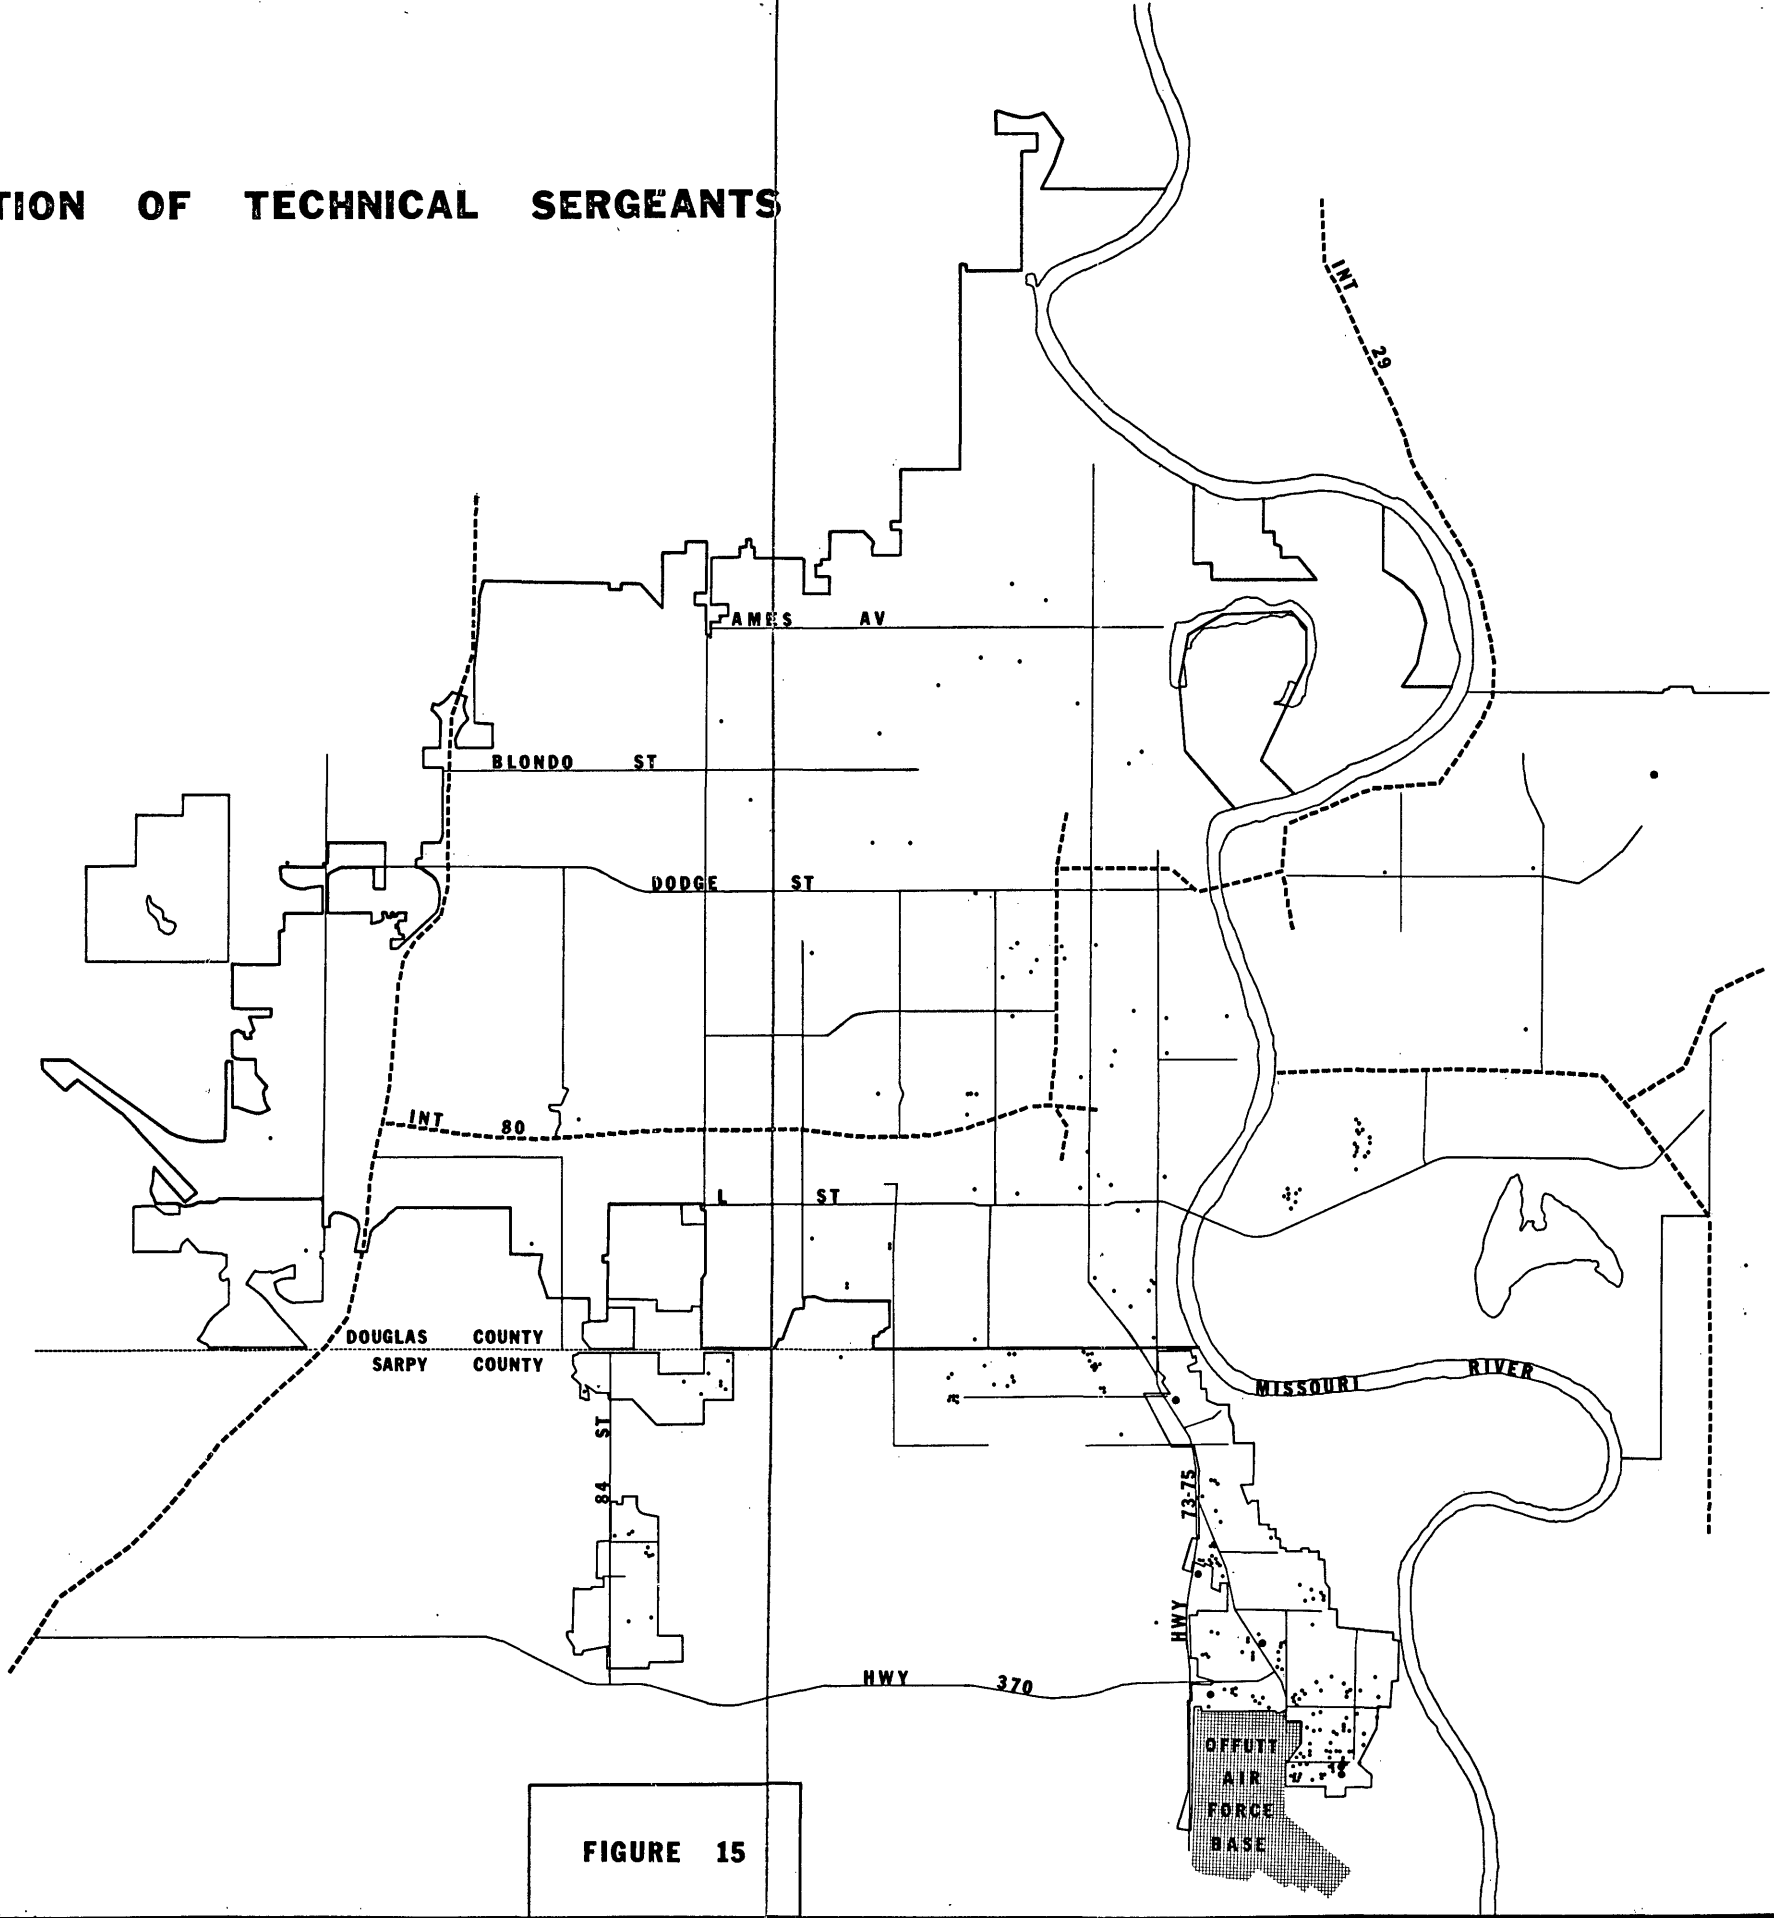 TION OF TECHNICAL SERGEANTS
INT 29
AMES AV
BLONDO ST
DODGE ST
INT 80
L ST
DOUGLAS COUNTY
SARPY COUNTY
MISSOURI RIVER
84 ST
HWY 73-75
HWY 370
OFFUTT
AIR
FORCE
BASE
FIGURE 15